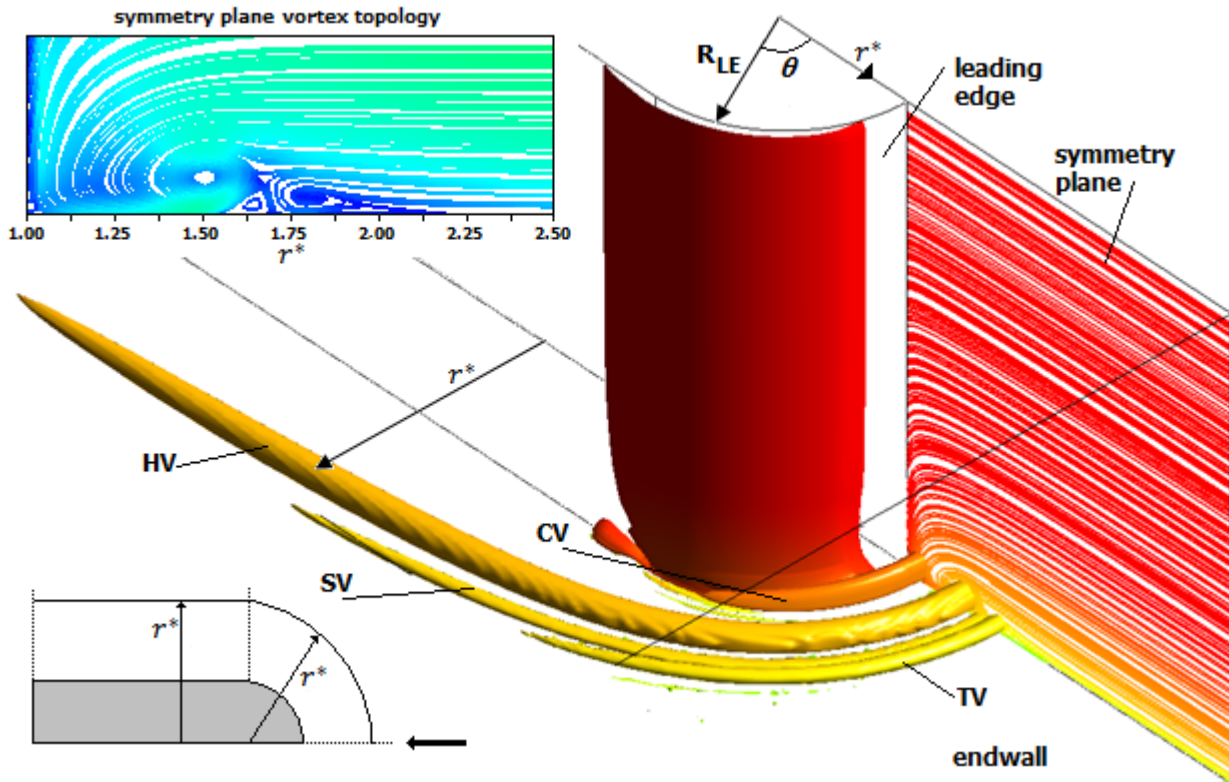 symmetry plane vortex topology
1.00 1.25 1.50 1.75 2.00 2.25 2.50
r*
R_LE
θ
r*
leading
edge
symmetry
plane
r*
HV
CV
SV
r*
r*
TV
endwall